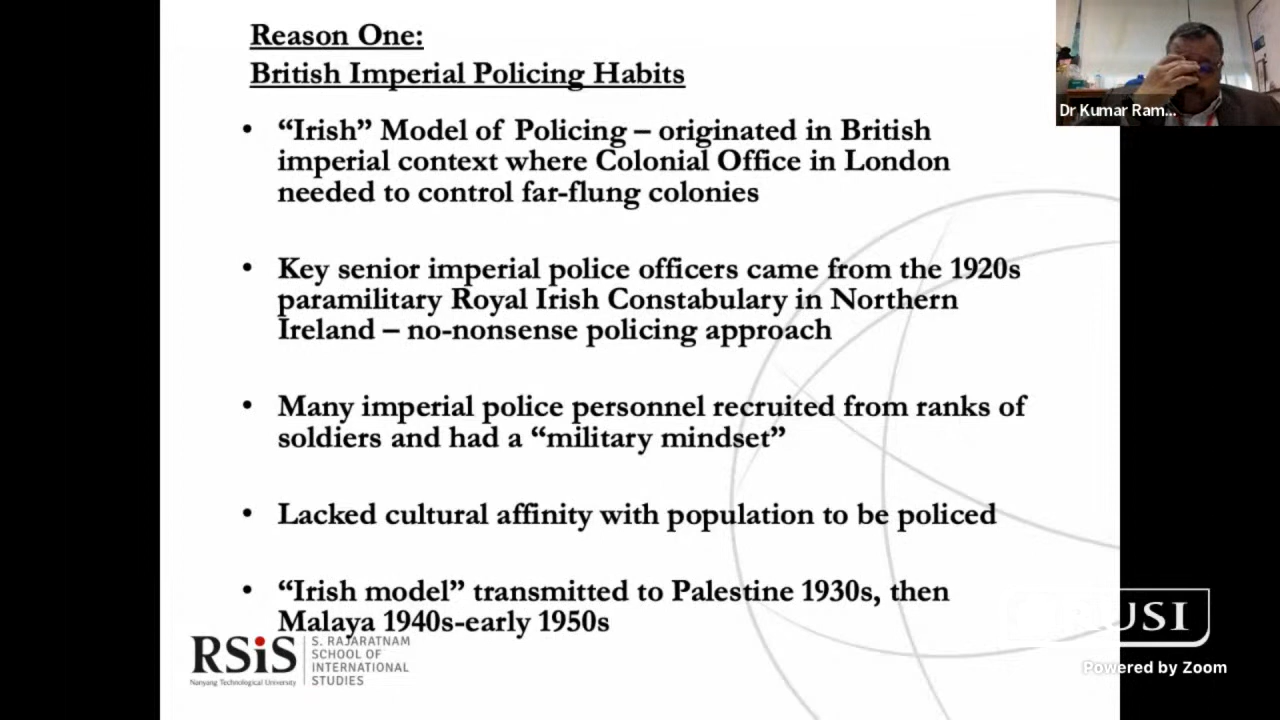 Reason One:
British Imperial Policing Habits
• “Irish” Model of Policing – originated in British
imperial context where Colonial Office in London
needed to control far-flung colonies
• Key senior imperial police officers came from the 1920s
paramilitary Royal Irish Constabulary in Northern
Ireland – no-nonsense policing approach
• Many imperial police personnel recruited from ranks of
soldiers and had a “military mindset”
• Lacked cultural affinity with population to be policed
• “Irish model” transmitted to Palestine 1930s, then
Malaya 1940s-early 1950s
RSiS
Nanyang Technological University
S. RAJARATNAM
SCHOOL OF
INTERNATIONAL
STUDIES
Dr Kumar Ram...
USI
Powered by Zoom